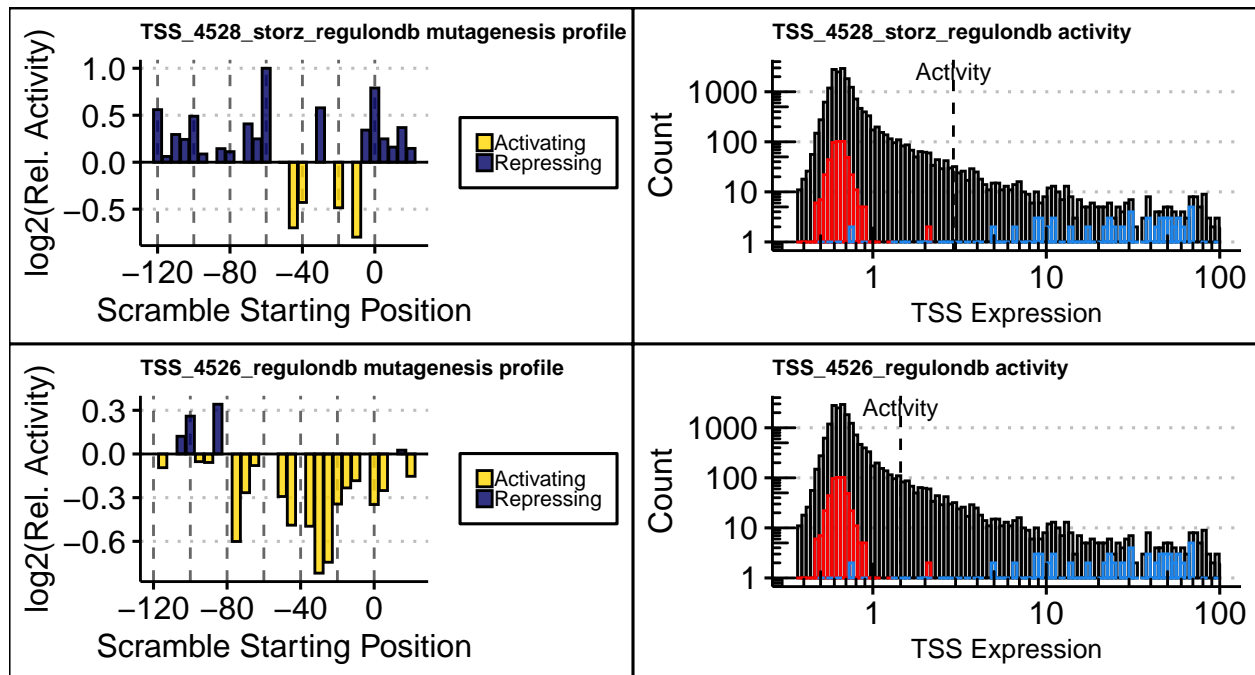 TSS_4528_storz_regulondb mutagenesis profile
log2(Rel. Activity)
1.0
0.5
0.0
−0.5
−120
−80
−40
0
Scramble Starting Position
Activating
Repressing
TSS_4528_storz_regulondb activity
Activity
Count
1000
100
10
1
1
10
100
TSS Expression
TSS_4526_regulondb mutagenesis profile
log2(Rel. Activity)
0.3
0.0
−0.3
−0.6
−120
−80
−40
0
Scramble Starting Position
Activating
Repressing
TSS_4526_regulondb activity
Activity
Count
1000
100
10
1
1
10
100
TSS Expression